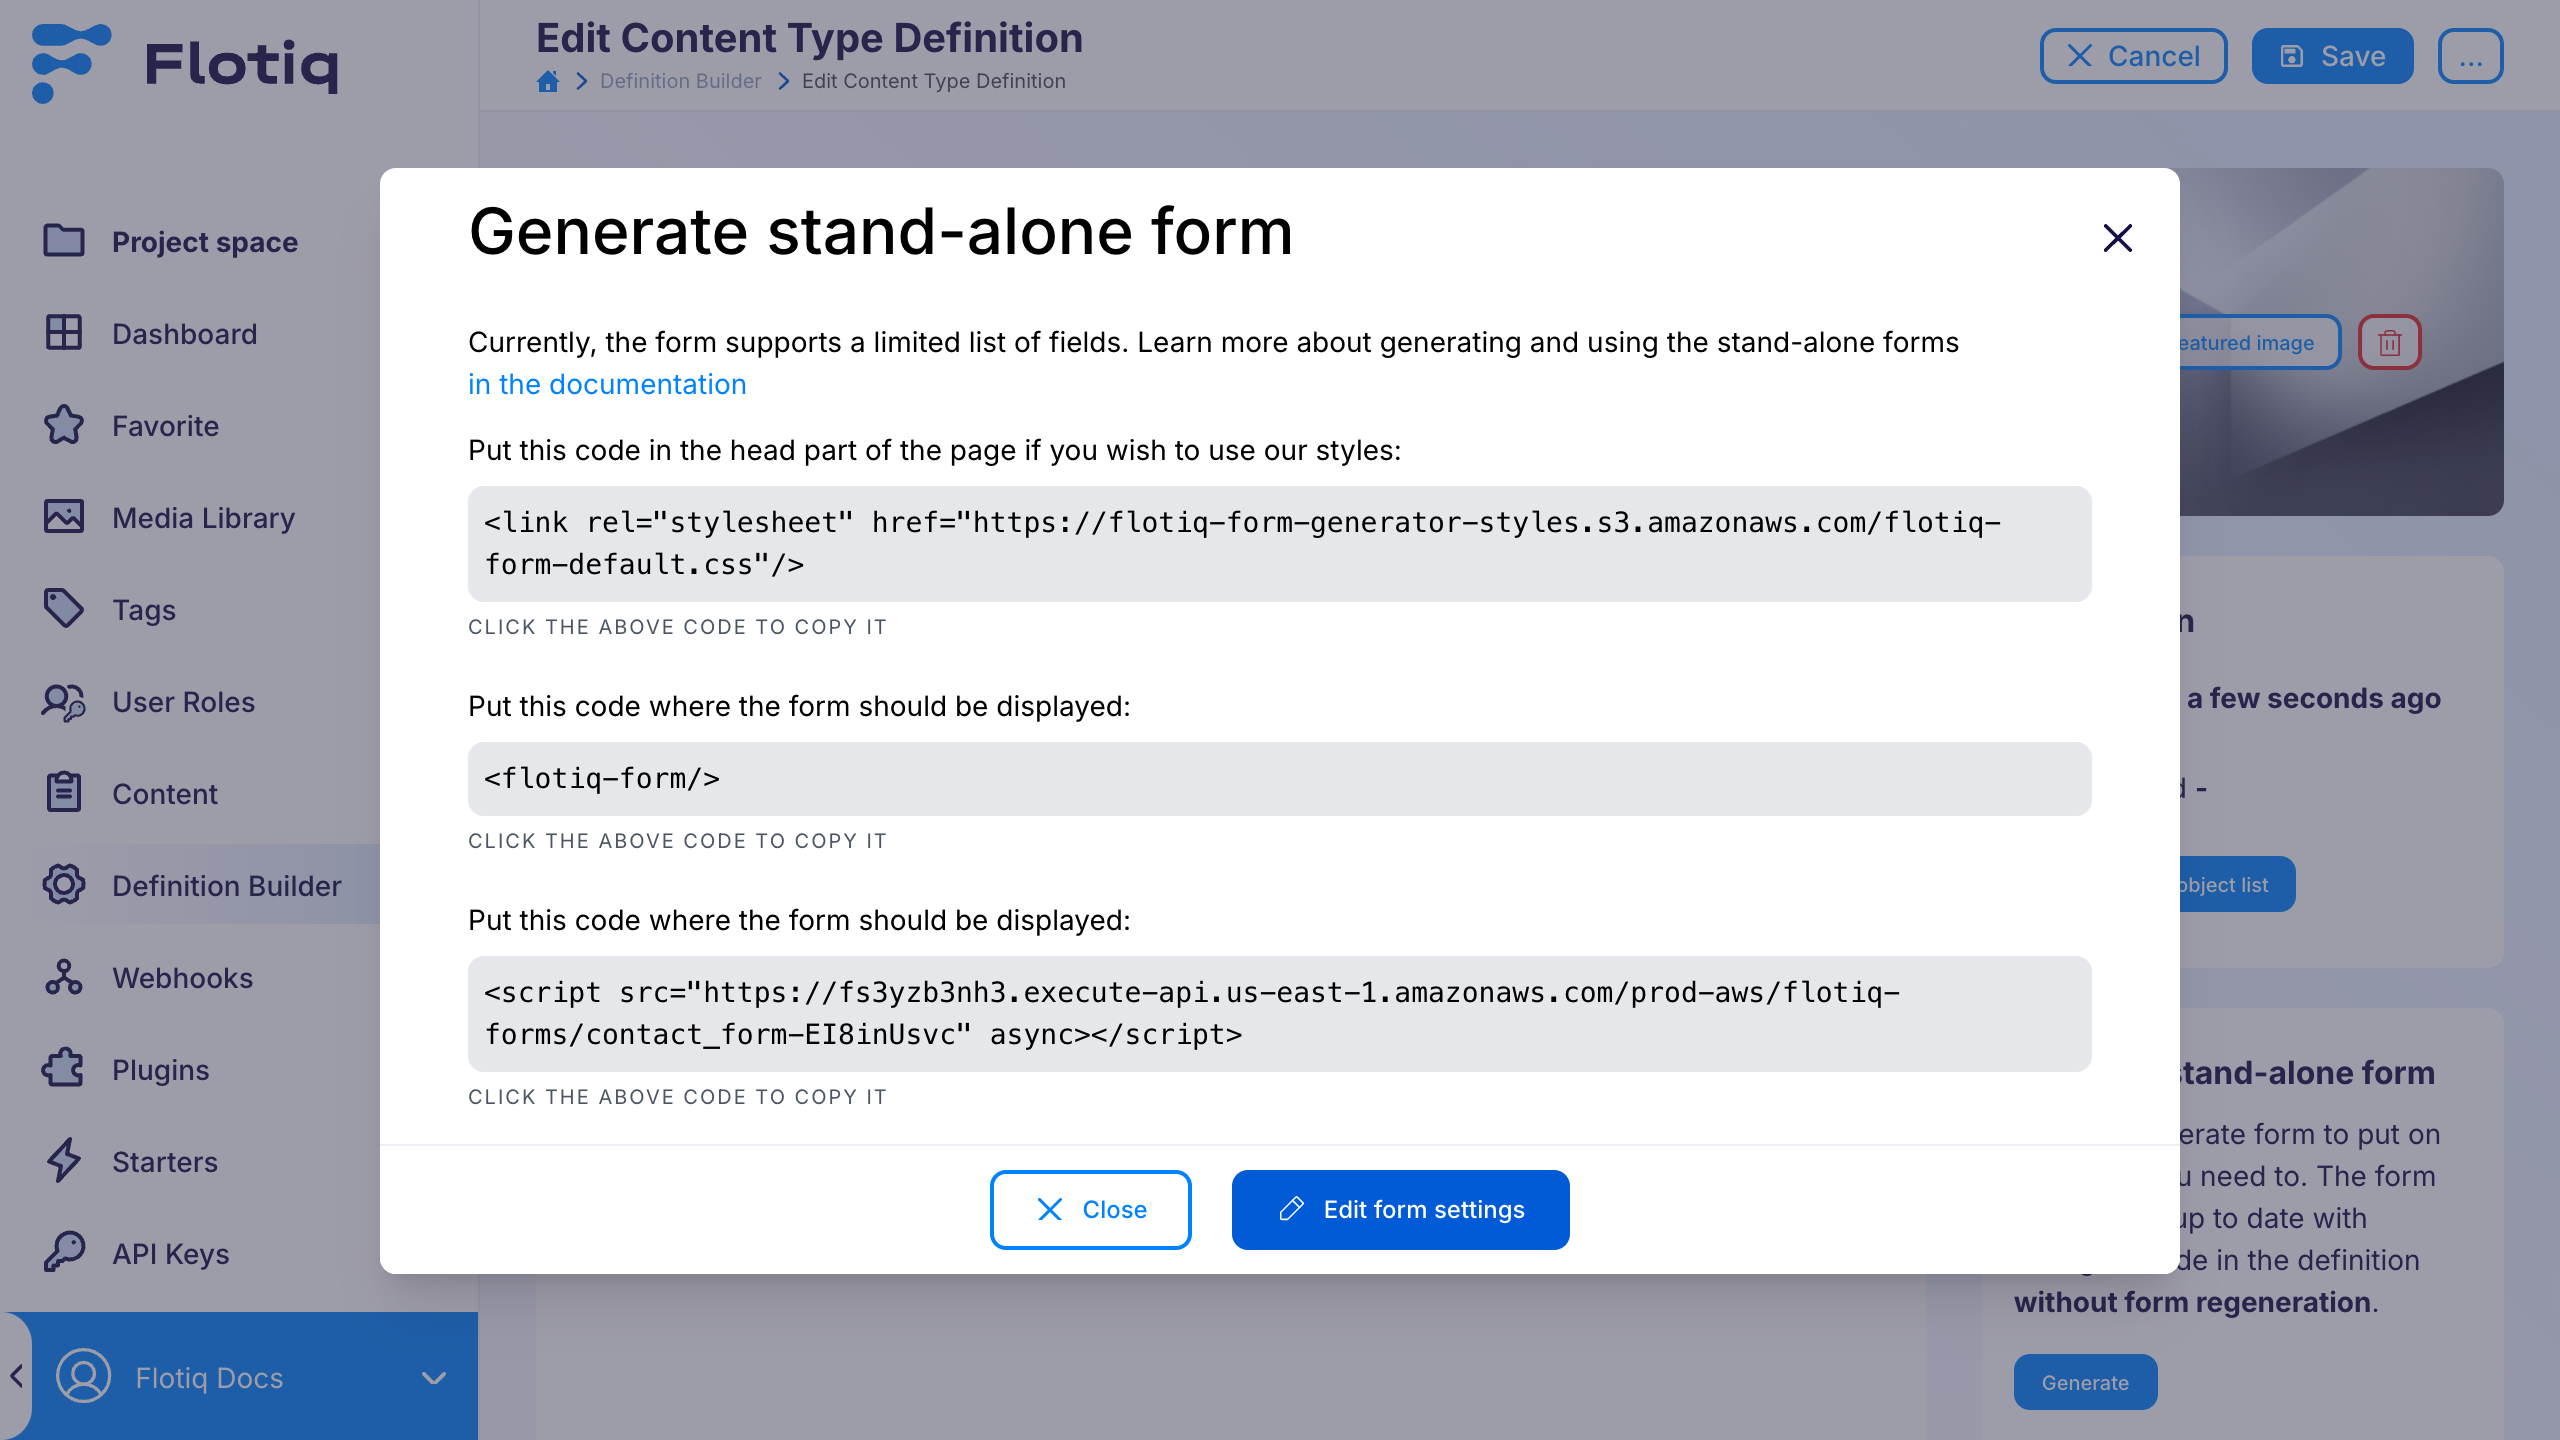 Flotiq
Edit Content Type Definition
Definition Builder
Edit Content Type Definition
Cancel
Save
...
Project space
Dashboard
Favorite
Media Library
Tags
User Roles
Content
Definition Builder
Webhooks
Plugins
Starters
API Keys
Flotiq Docs
Generate stand-alone form
Currently, the form supports a limited list of fields. Learn more about generating and using the stand-alone forms
in the documentation
Put this code in the head part of the page if you wish to use our styles:
<link rel="stylesheet" href="https://flotiq-form-generator-styles.s3.amazonaws.com/flotiq-
form-default.css"/>
CLICK THE ABOVE CODE TO COPY IT
Put this code where the form should be displayed:
<flotiq-form/>
CLICK THE ABOVE CODE TO COPY IT
Put this code where the form should be displayed:
<script src="https://fs3yzb3nh3.execute-api.us-east-1.amazonaws.com/prod-aws/flotiq-
forms/contact_form-EI8inUsvc" async></script>
CLICK THE ABOVE CODE TO COPY IT
Close
Edit form settings
image
a few seconds ago
-
list
stand-alone form
form to put on
need to. The form
up to date with
in the definition
without form regeneration.
Generate